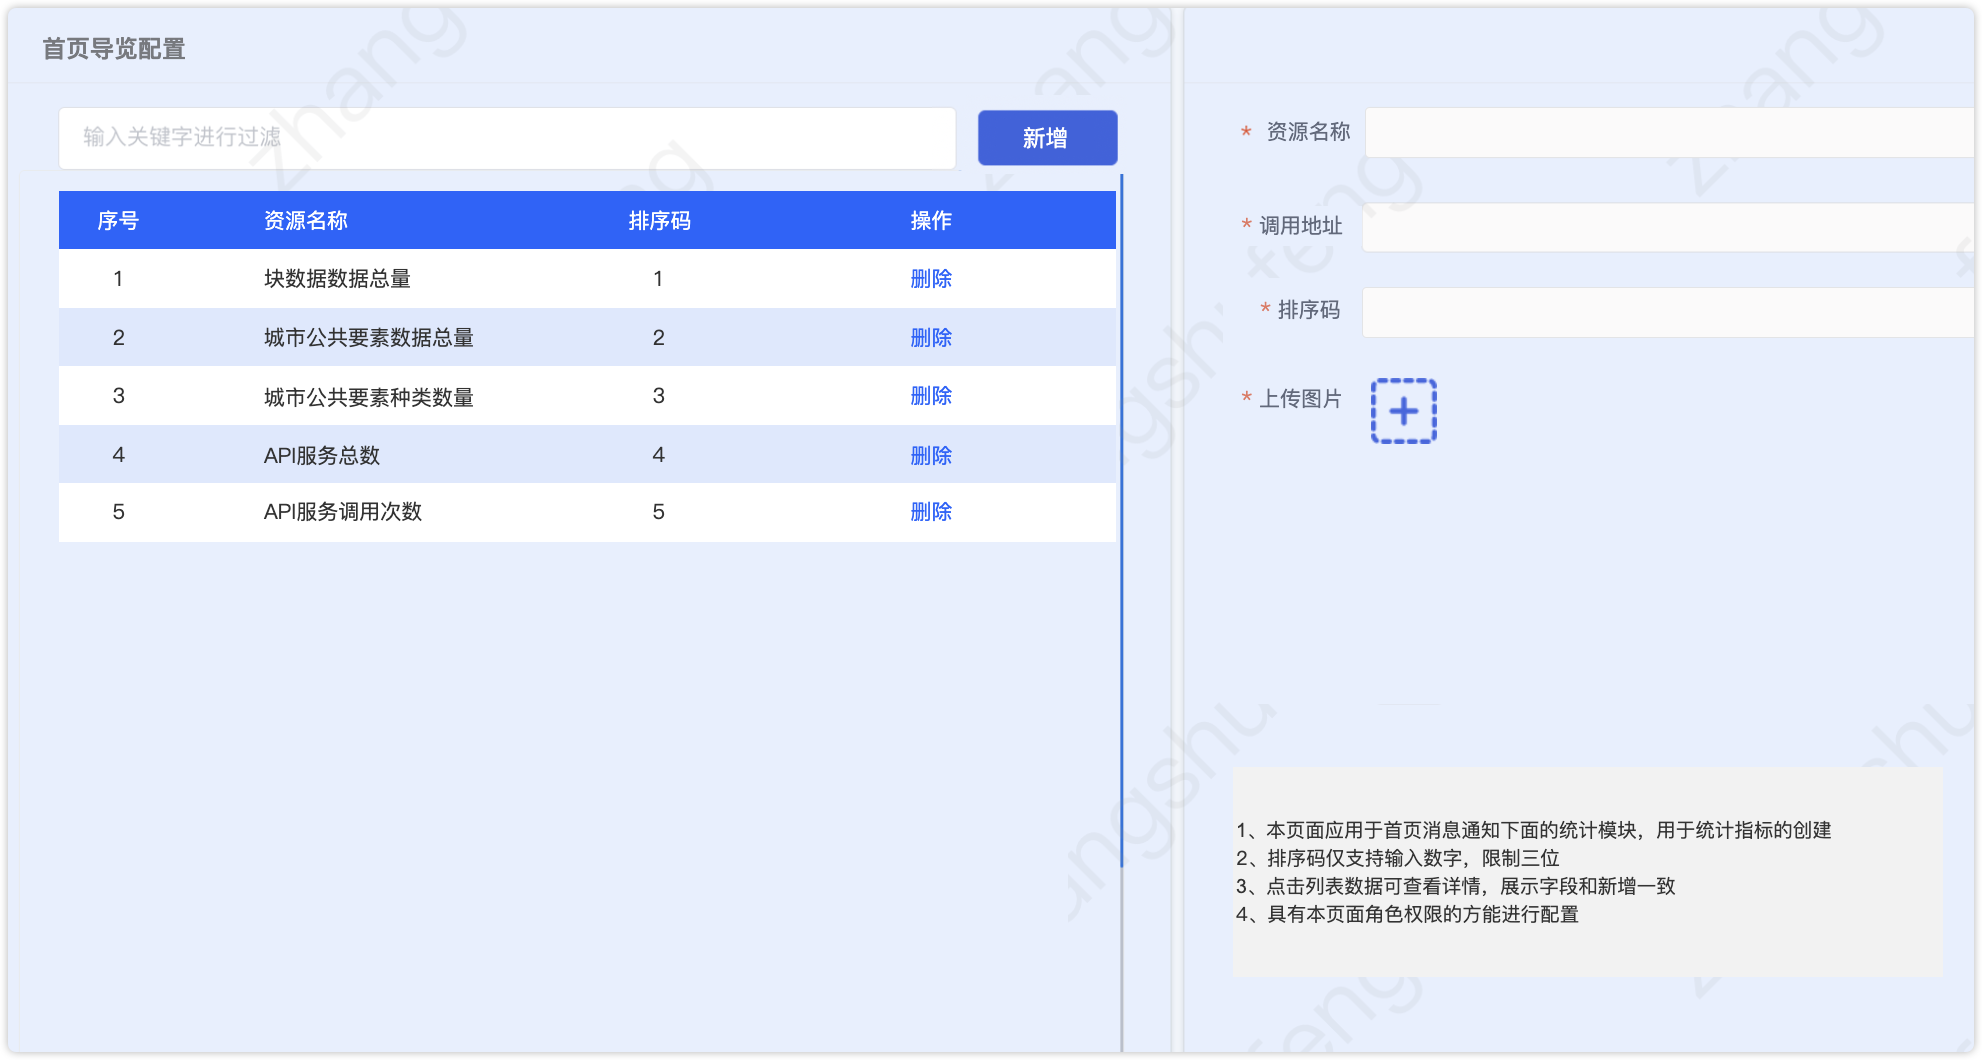 首页导览配置
输入关键字进行过滤
新增
序号 资源名称 排序码 操作
1 块数据数据总量 1 删除
2 城市公共要素数据总量 2 删除
3 城市公共要素种类数量 3 删除
4 API服务总数 4 删除
5 API服务调用次数 5 删除
* 资源名称
* 调用地址
* 排序码
* 上传图片
1、本页面应用于首页消息通知下面的统计模块，用于统计指标的创建
2、排序码仅支持输入数字，限制三位
3、点击列表数据可查看详情，展示字段和新增一致
4、具有本页面角色权限的方能进行配置